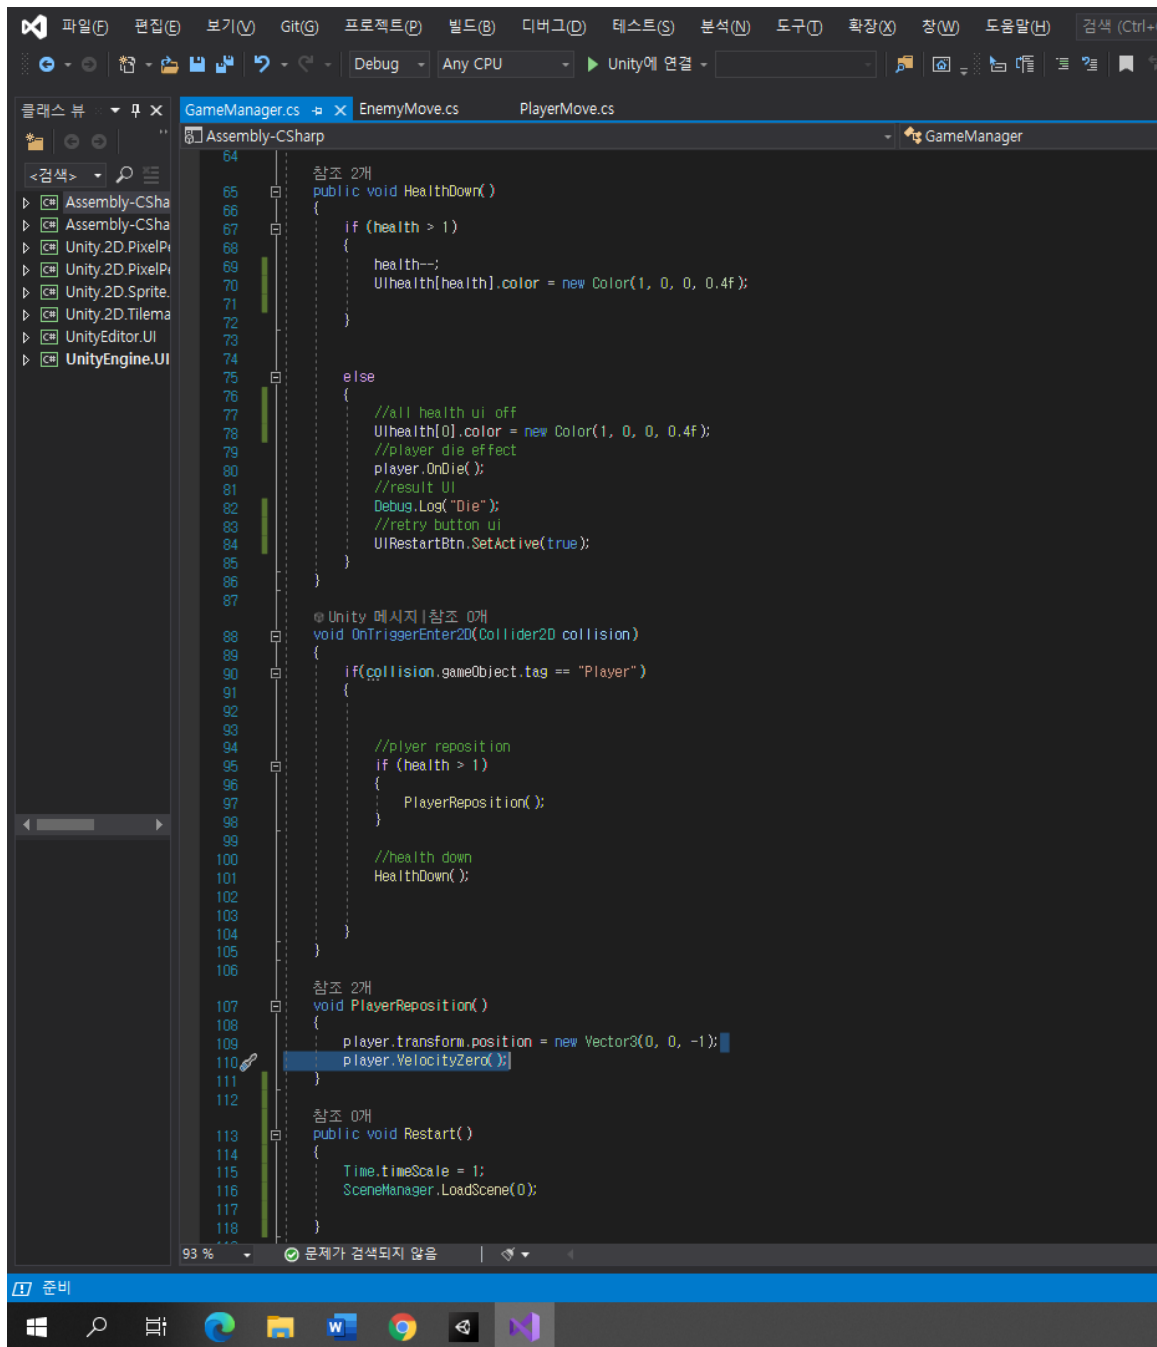 파일(F) 편집(E) 보기(V) Git(G) 프로젝트(P) 빌드(B) 디버그(D) 테스트(S) 분석(N) 도구(T) 확장(X) 창(W) 도움말(H) 검색 (Ctrl+
Debug Any CPU Unity에 연결
클래스 뷰
GameManager.cs EnemyMove.cs PlayerMove.cs
Assembly-CSharp GameManager
<검색>
Assembly-CSha
Assembly-CSha
Unity.2D.PixelPe
Unity.2D.PixelPe
Unity.2D.Sprite.
Unity.2D.Tilema
UnityEditor.UI
UnityEngine.UI
64
참조 2개
65 public void HealthDown()
66 {
67 if (health > 1)
68 {
69 health--;
70 UIhealth[health].color = new Color(1, 0, 0, 0.4f);
71
72 }
73
74
75 else
76 {
77 //all health ui off
78 UIhealth[0].color = new Color(1, 0, 0, 0.4f);
79 //player die effect
80 player.OnDie();
81 //result UI
82 Debug.Log("Die");
83 //retry button ui
84 UIRestartBtn.SetActive(true);
85 }
86 }
87
Unity 메시지|참조 0개
88 void OnTriggerEnter2D(Collider2D collision)
89 {
90 if(collision.gameObject.tag == "Player")
91 {
92
93
94 //plyer reposition
95 if (health > 1)
96 {
97 PlayerReposition();
98 }
99
100 //health down
101 HealthDown();
102
103
104 }
105 }
106
참조 2개
107 void PlayerReposition()
108 {
109 player.transform.position = new Vector3(0, 0, -1);
110 player.VelocityZero();
111 }
112
참조 0개
113 public void Restart()
114 {
115 Time.timeScale = 1;
116 SceneManager.LoadScene(0);
117
118 }
93 % 문제가 검색되지 않음
준비